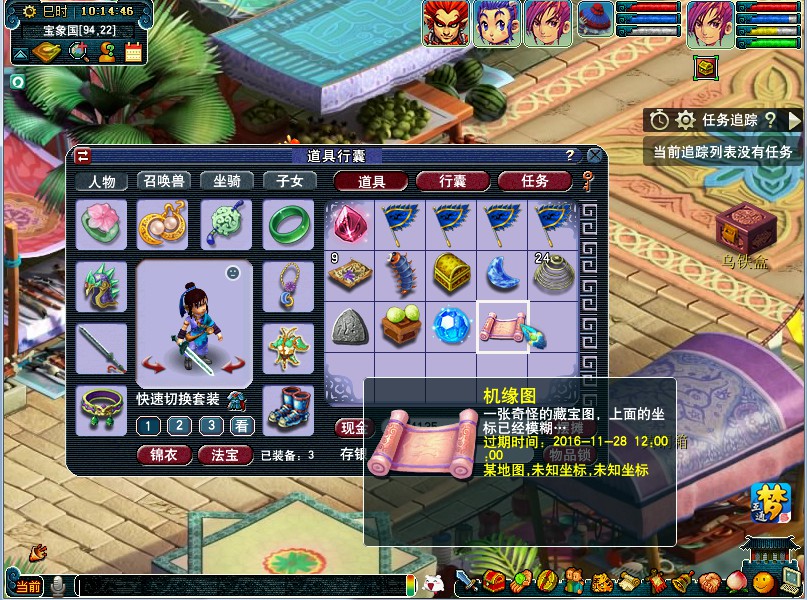 巳时 10:14:46
宝象国[94,22]
任务追踪 ?
当前追踪列表没有任务
道具行囊
?
人物
召唤兽
坐骑
子女
道具
行囊
任务
9
24
乌铁盒
快速切换套装
1 2 3 看
锦衣
法宝
已装备：3
现金
存银
机缘图
一张奇怪的藏宝图，上面的坐
标已经模糊…
过期时间：2016-11-28 12:00
:00
某地图,未知坐标,未知坐标
物品锁
梦
当前